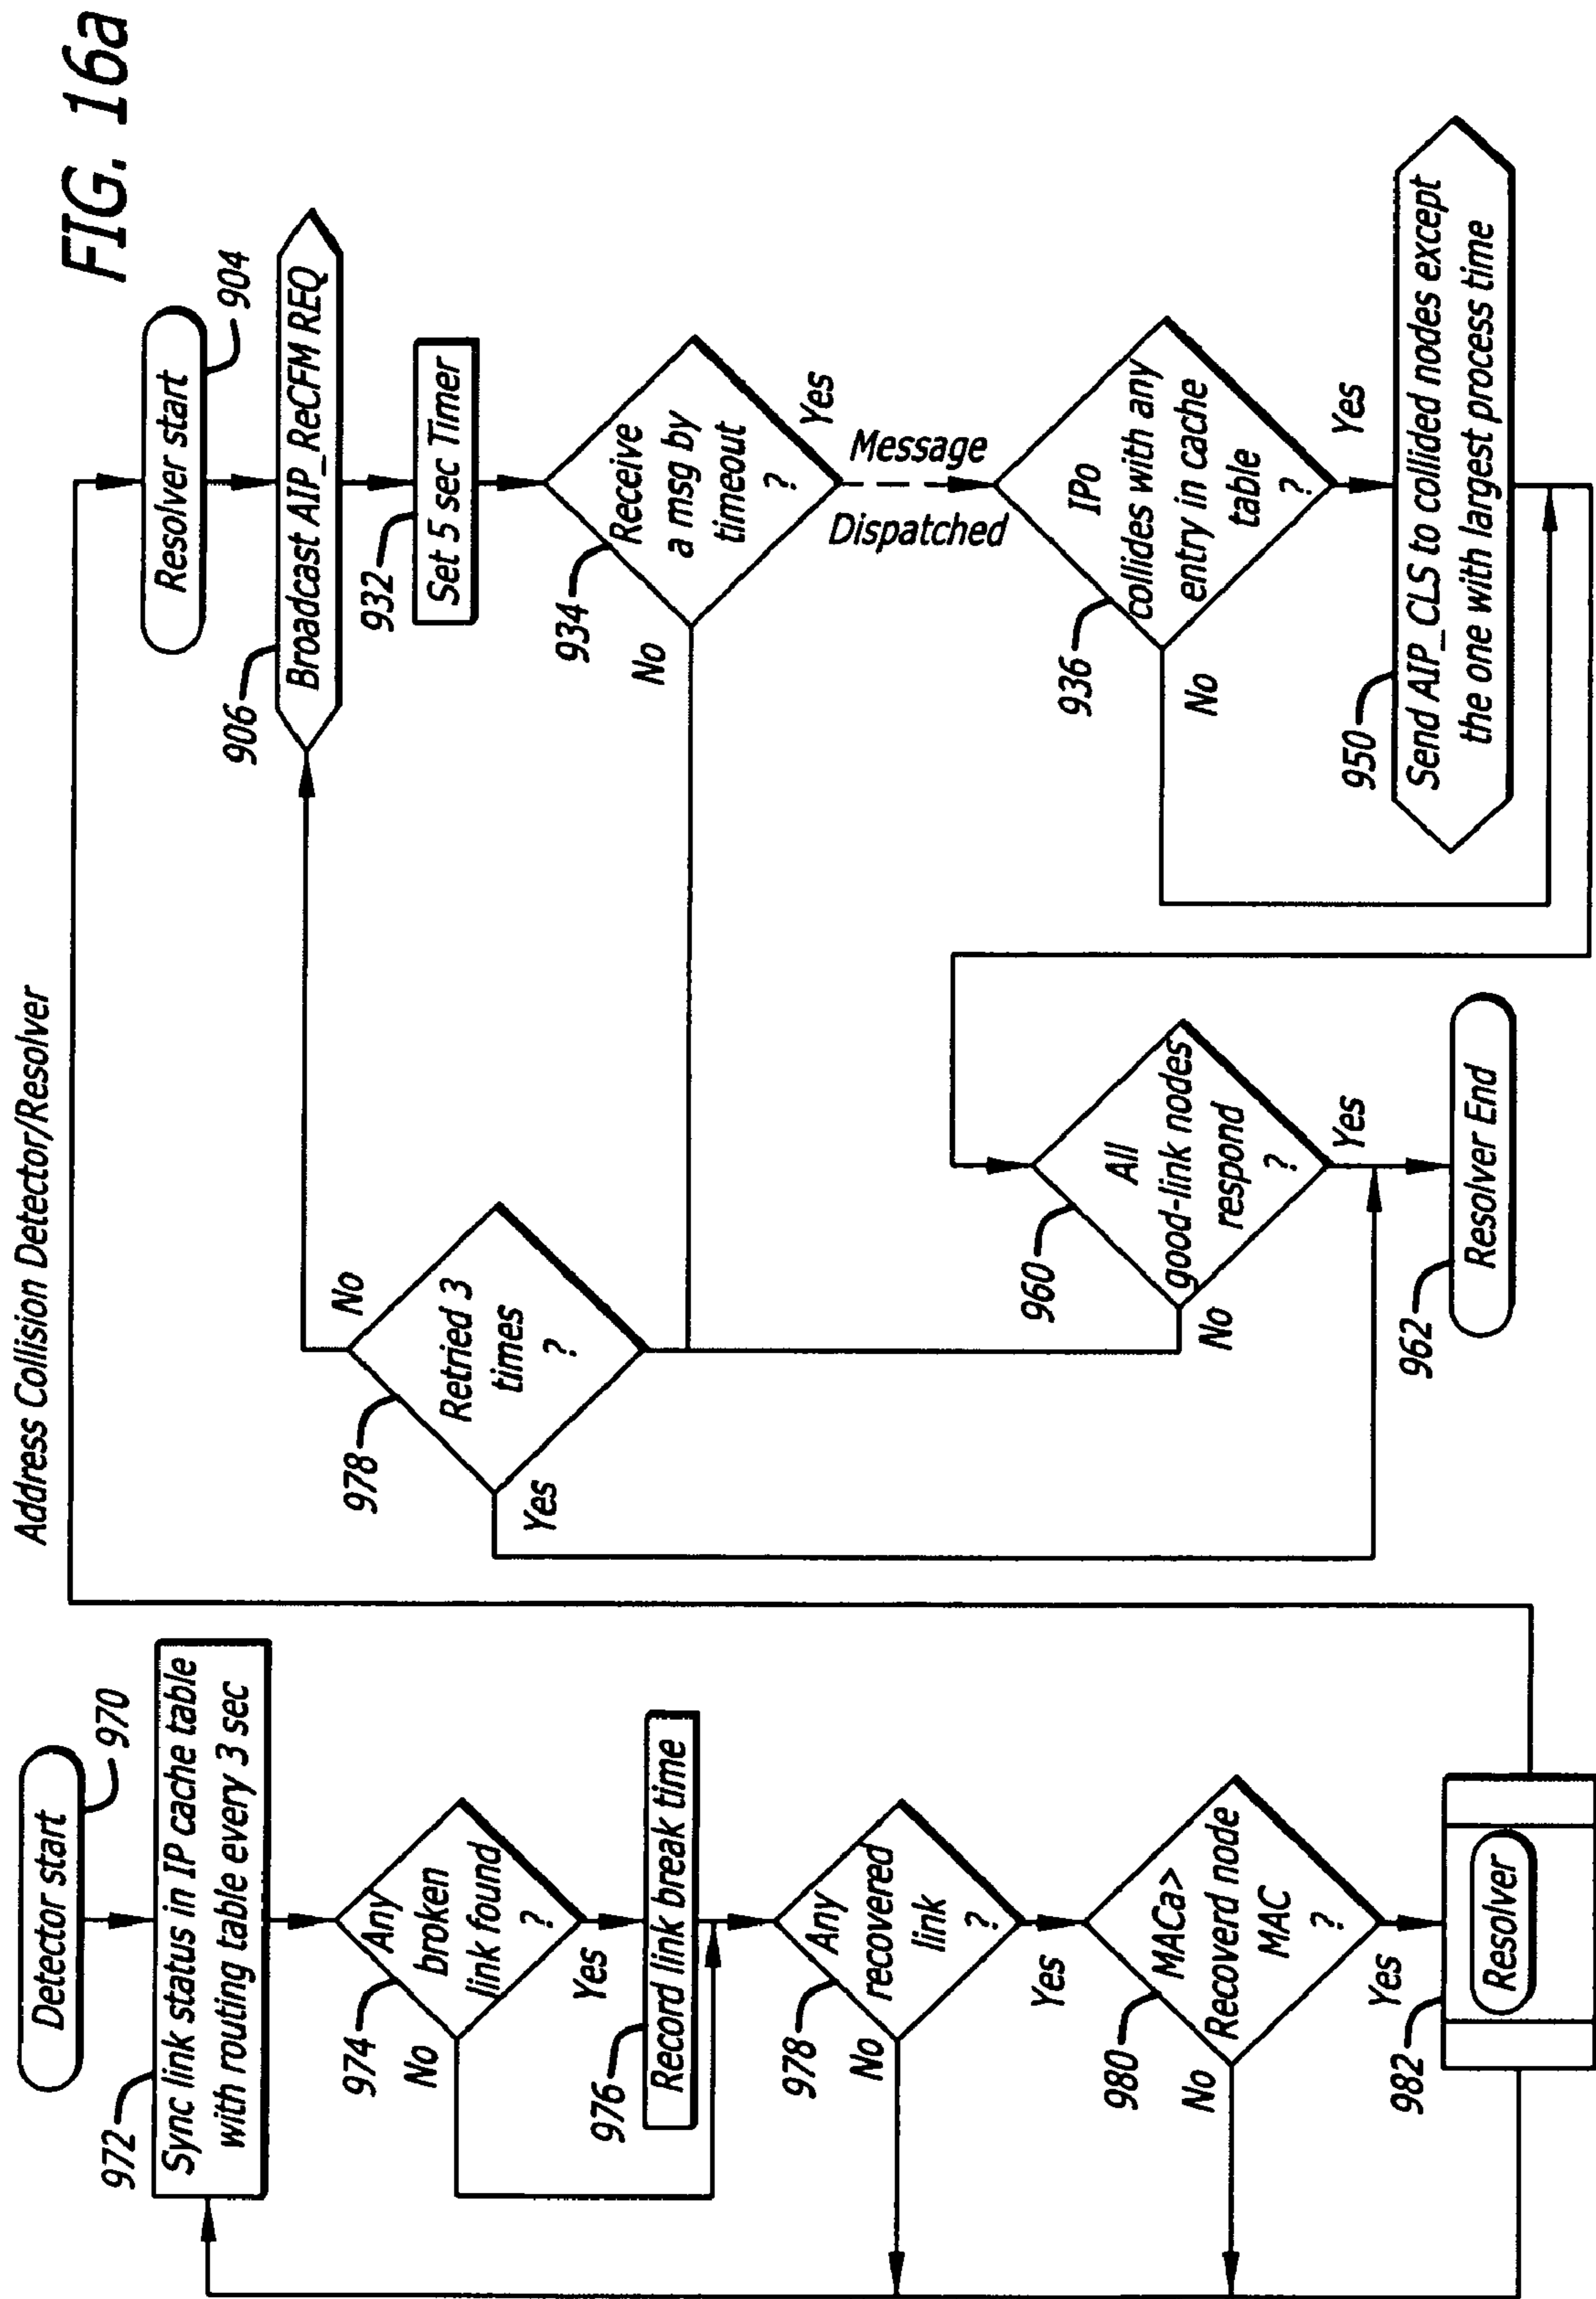 FIG. 16a
Address Collision Detector/Resolver
Detector start
970
972
Sync link status in IP cache table
with routing table every 3 sec
974
Any
broken
link found
?
No
Yes
976
Record link break time
978
Any
recovered
link
?
No
Yes
980
MACa>
Recoverd node
MAC
?
No
Yes
982
Resolver
Resolver start
904
906
Broadcast AIP_ReCFM REQ
932
Set 5 sec Timer
934
Receive
a msg by
timeout
?
No
Yes
Message
Dispatched
936
IPo
collides with any
entry in cache
table
?
No
Yes
950
Send AIP_CLS to collided nodes except
the one with largest process time
978
Retried 3
times
?
No
Yes
960
All
good-link nodes
respond
?
No
Yes
962
Resolver End